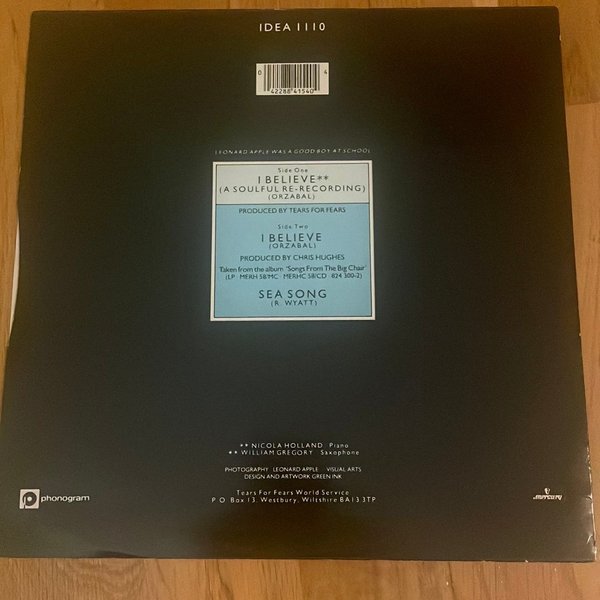 IDEA 1110
0 42288 41540 4
(LEONARD APPLE WAS A GOOD BOY AT SCHOOL
Side One
I BELIEVE**
(A SOULFUL RE-RECORDING)
(ORZABAL)
PRODUCED BY TEARS FOR FEARS
Side Two
I BELIEVE
(ORZABAL)
PRODUCED BY CHRIS HUGHES
Taken from the album 'Songs From The Big Chair'
(LP MERH 58/MC MERHC 58/CD 824 300-2)
SEA SONG
(R. WYATT)
** NICOLA HOLLAND Piano
** WILLIAM GREGORY Saxophone
PHOTOGRAPHY LEONARD APPLE VISUAL ARTS
DESIGN AND ARTWORK GREEN INK
phonogram
mercury
Tears For Fears World Service
P.O. Box 13, Westbury, Wiltshire BA13 3TP